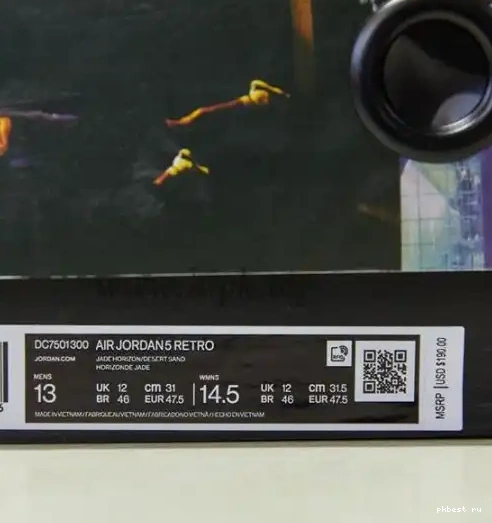 DC7501300 AIR JORDAN 5 RETRO
JORDAN.COM JADE HORIZON/DESERT SAND
HORIZONDE JADE
MENS
13
UK 12 cm 31
BR 46 EUR 47.5
WMNS
14.5
UK 12 cm 31.5
BR 46 EUR 47.5
MADE IN VIETNAM/FABRIQUE AU VIETNAM/FABRICADO NO VIETNÃ/HECHO EN VIETNAM
MSRP | USD $190.00
pkbest ru